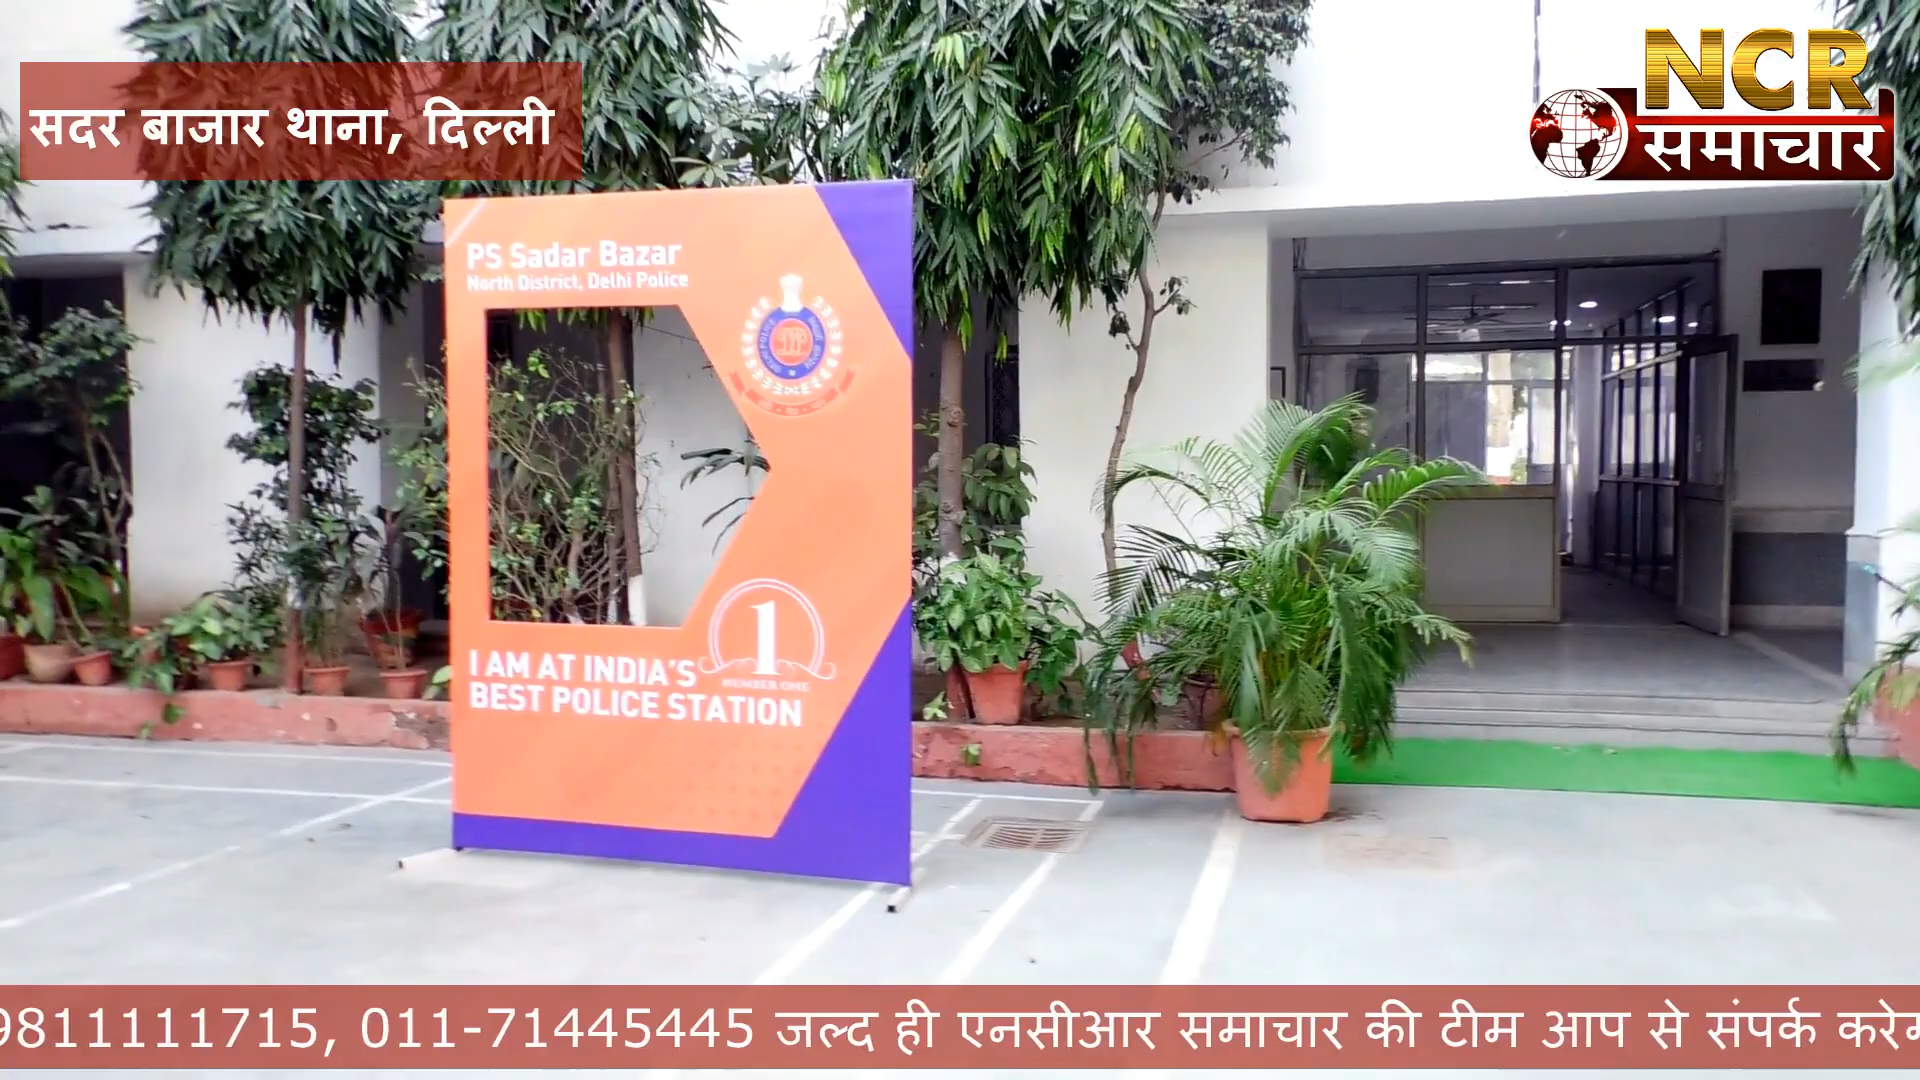 NCR
समाचार
सदर बाजार थाना, दिल्ली
PS Sadar Bazar
North District, Delhi Police
1
NUMBER ONE
I AM AT INDIA'S
BEST POLICE STATION
9811111715, 011-71445445 जल्द ही एनसीआर समाचार की टीम आप से संपर्क